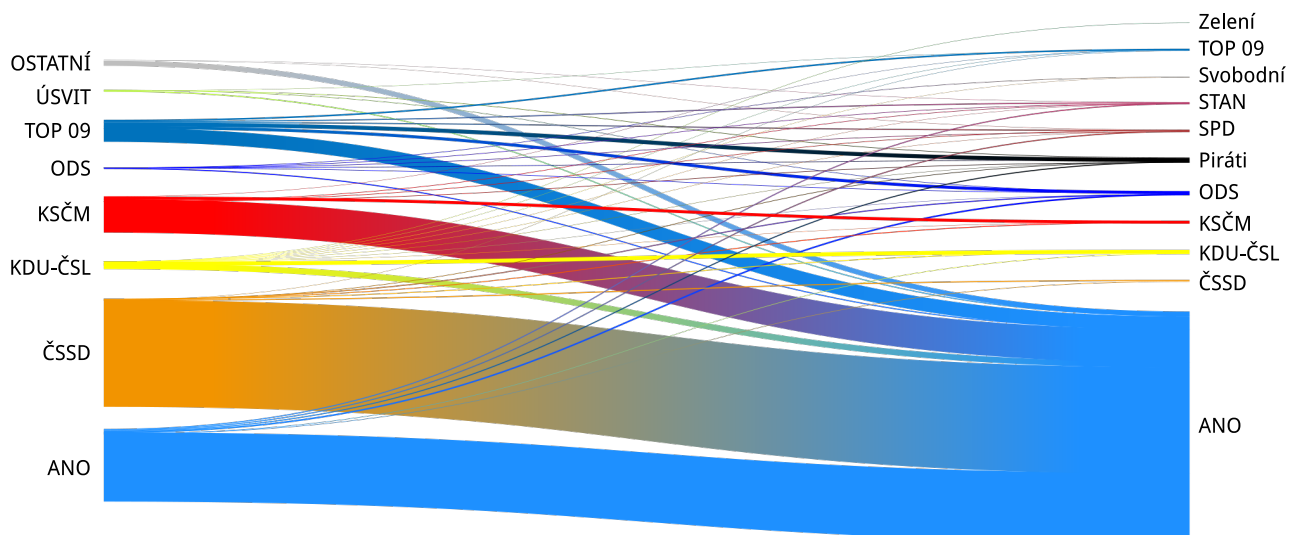 OSTATNÍ
ÚSVIT
TOP 09
ODS
KSČM
KDU-ČSL
ČSSD
ANO
Zelení
TOP 09
Svobodní
STAN
SPD
Piráti
ODS
KSČM
KDU-ČSL
ČSSD
ANO